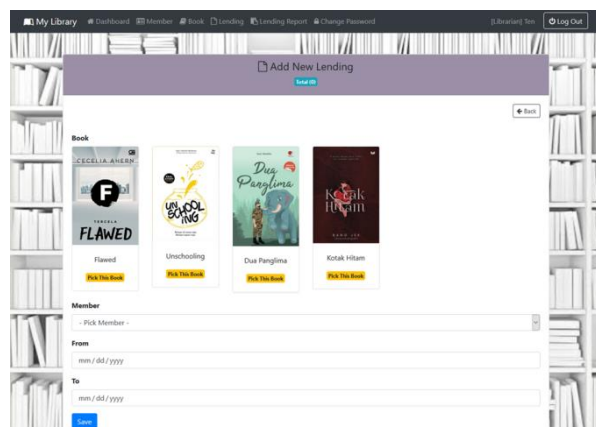 My Library Dashboard Member Book Lending Lending Report Change Password [Librarian] Ten Log Out
Add New Lending
Total (0)
Back
Book
CECELIA AHERN
F
TERCELA
FLAWED
UN
SCHOOL
ING
Dua
Panglima
Kotak
Hitam
Flawed
Unschooling
Dua Panglima
Kotak Hitam
Pick This Book
Pick This Book
Pick This Book
Pick This Book
Member
- Pick Member -
From
mm / dd / yyyy
To
mm / dd / yyyy
Save